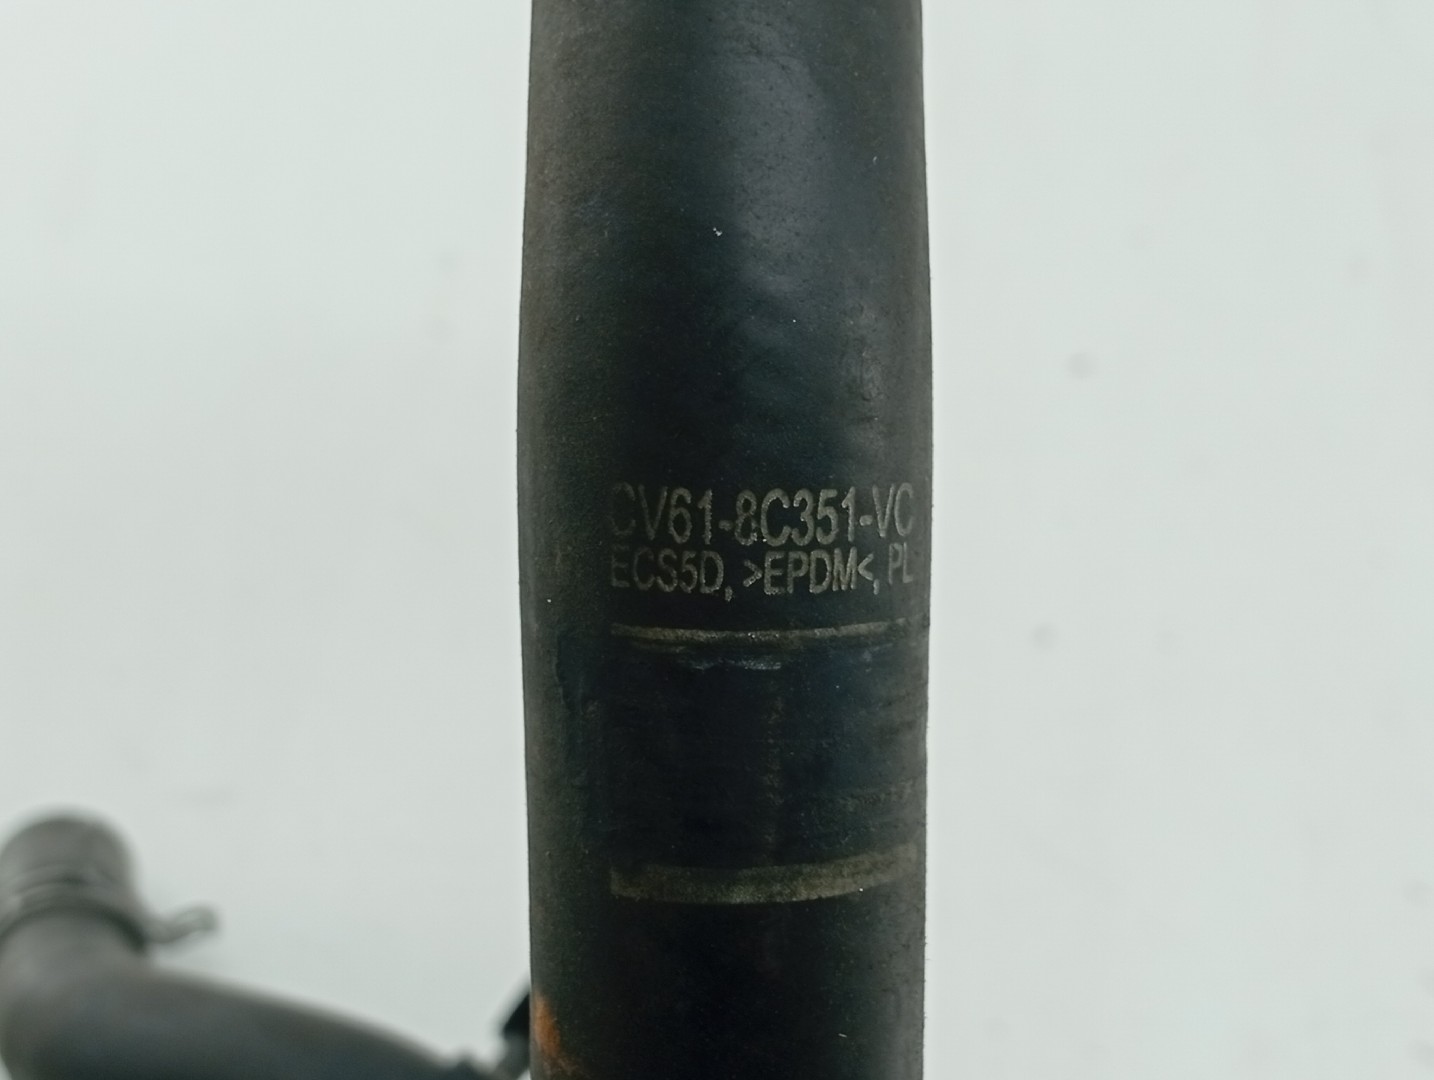 CV61-8C351-VC
ECS5D, >EPDM<, PL